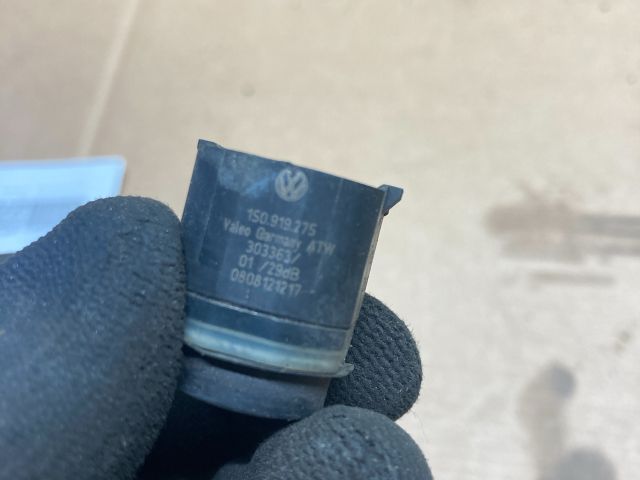 1S0.919.275
Valeo Germany ATW
303363/
01 /29dB
0808121217